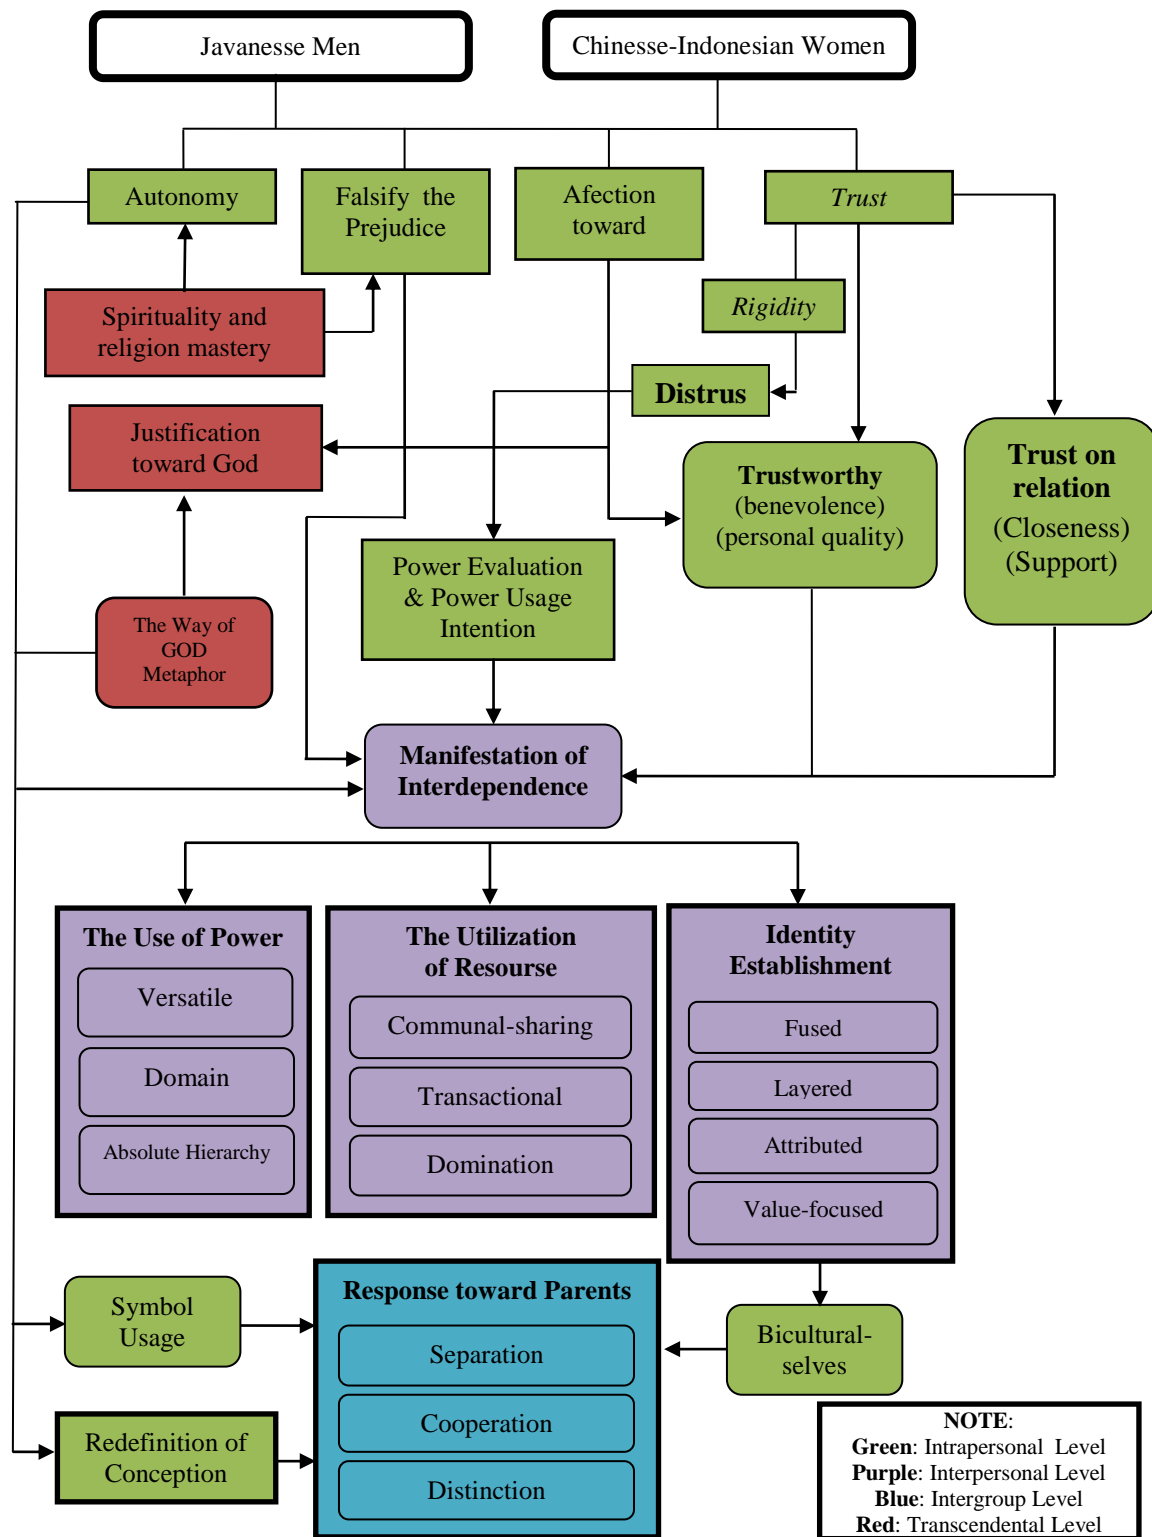 Javanesse Men
Chinesse-Indonesian Women
Autonomy
Falsify the
Prejudice
Afection
toward
Trust
Spirituality and
religion mastery
Rigidity
Distrus
Justification
toward God
Trustworthy
(benevolence)
(personal quality)
Trust on
relation
(Closeness)
(Support)
Power Evaluation
& Power Usage
Intention
The Way of
GOD
Metaphor
Manifestation of
Interdependence
The Use of Power
Versatile
Domain
Absolute Hierarchy
The Utilization
of Resourse
Communal-sharing
Transactional
Domination
Identity
Establishment
Fused
Layered
Attributed
Value-focused
Symbol
Usage
Response toward Parents
Separation
Cooperation
Distinction
Bicultural-
selves
Redefinition of
Conception
NOTE:
Green: Intrapersonal Level
Purple: Interpersonal Level
Blue: Intergroup Level
Red: Transcendental Level